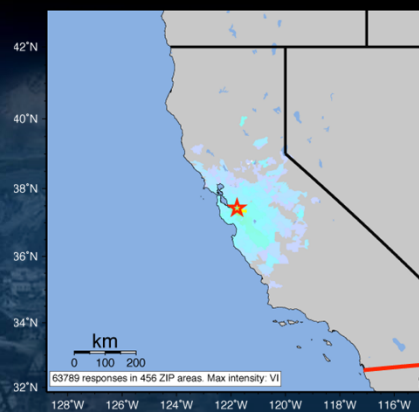 42°N
40°N
38°N
36°N
34°N
32°N
km
0 100 200
63789 responses in 456 ZIP areas. Max intensity: VI
128°W 126°W 124°W 122°W 120°W 118°W 116°W